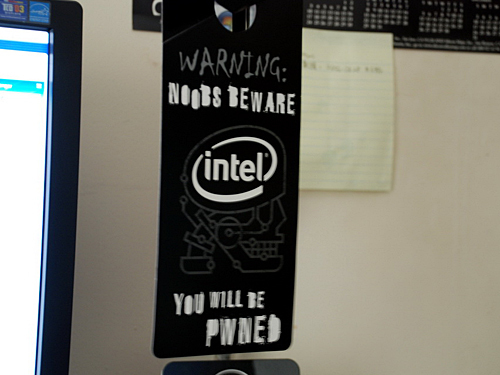 WARNING:
NOOBS BEWARE
intel
YOU WILL BE
PWNED